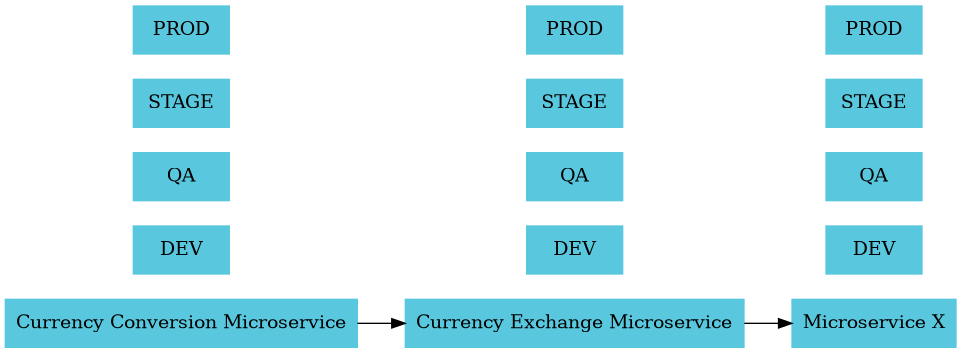 PROD
PROD
PROD
STAGE
STAGE
STAGE
QA
QA
QA
DEV
DEV
DEV
Currency Conversion Microservice
Currency Exchange Microservice
Microservice X